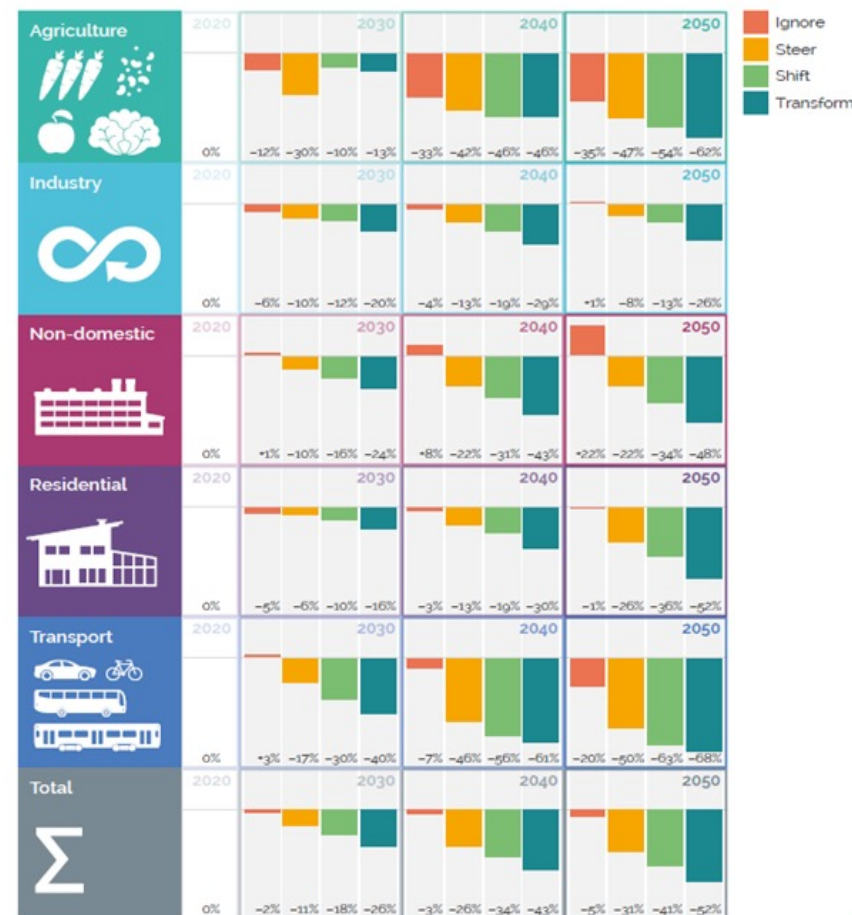 Agriculture 2020 2030 2040 2050
0% −12% −30% −10% −13% −33% −42% −46% −46% −35% −47% −54% −62%
Industry 2020 2030 2040 2050
0% −6% −10% −12% −20% −4% −13% −19% −29% +1% −8% −13% −26%
Non-domestic 2020 2030 2040 2050
0% +1% −10% −16% −24% +8% −22% −31% −43% +22% −22% −34% −48%
Residential 2020 2030 2040 2050
0% −5% −6% −10% −16% −3% −13% −19% −30% −1% −26% −36% −52%
Transport 2020 2030 2040 2050
0% +3% −17% −30% −40% −7% −46% −56% −61% −20% −50% −63% −68%
Total 2020 2030 2040 2050
Σ
0% −2% −11% −18% −26% −3% −26% −34% −43% −5% −31% −41% −52%
Ignore
Steer
Shift
Transform